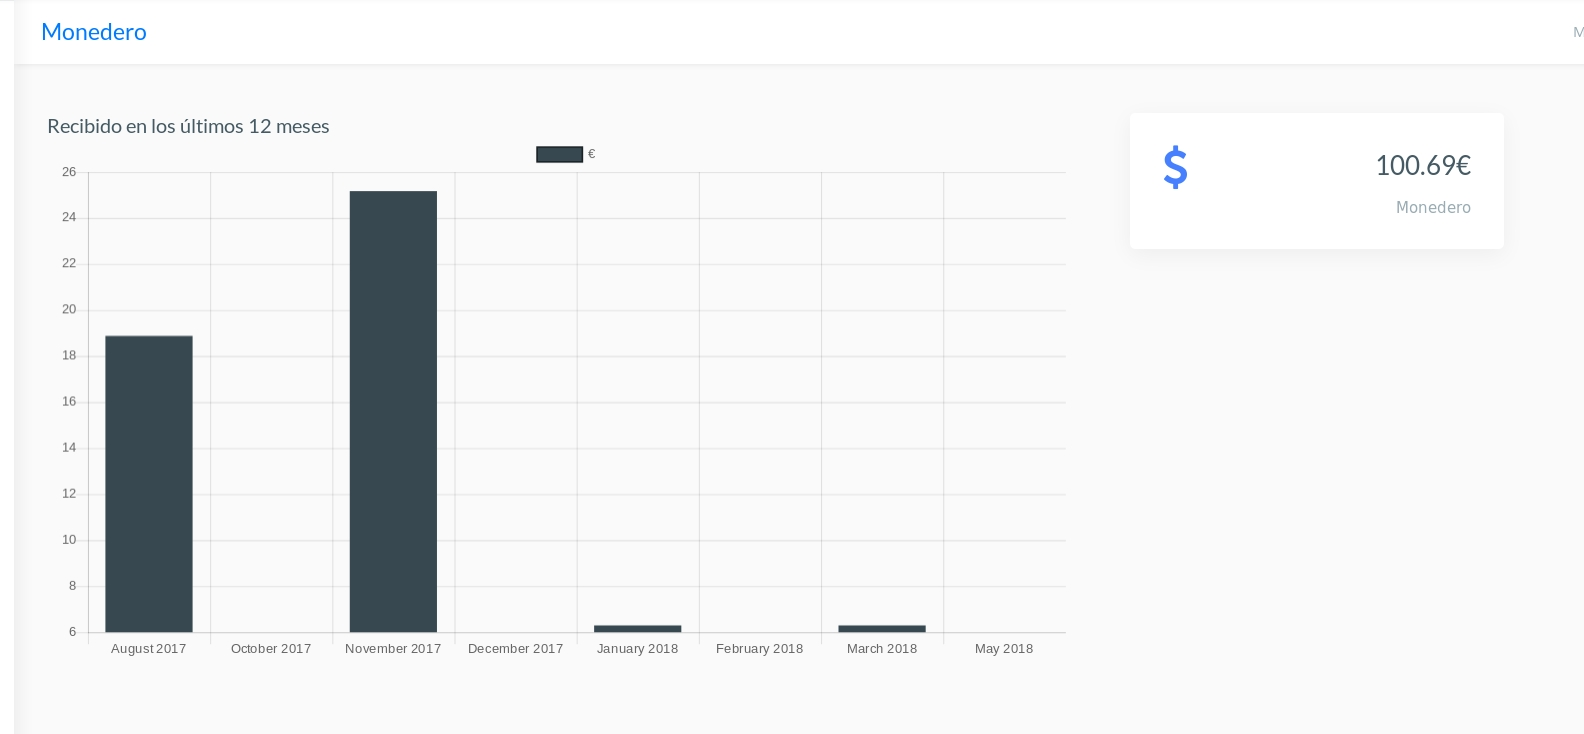 Monedero
M
Recibido en los últimos 12 meses
€
26
24
22
20
18
16
14
12
10
8
6
August 2017
October 2017
November 2017
December 2017
January 2018
February 2018
March 2018
May 2018
$
100.69€
Monedero